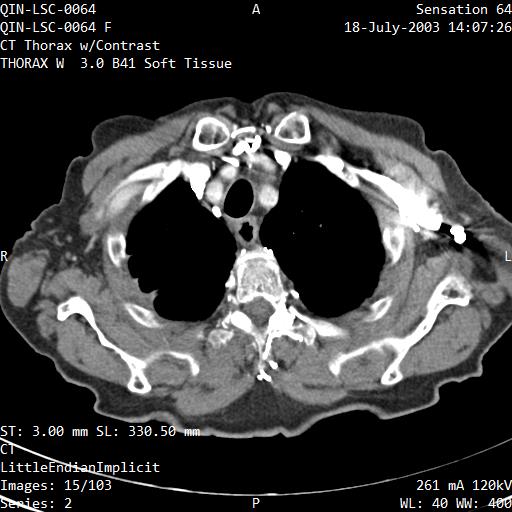 QIN-LSC-0064 A Sensation 64
QIN-LSC-0064 F 18-July-2003 14:07:26
CT Thorax w/Contrast
THORAX W 3.0 B41 Soft Tissue
R L
ST: 3.00 mm SL: 330.50 mm
CT
LittleEndianImplicit
Images: 15/103 261 mA 120kV
Series: 2 P WL: 40 WW: 400